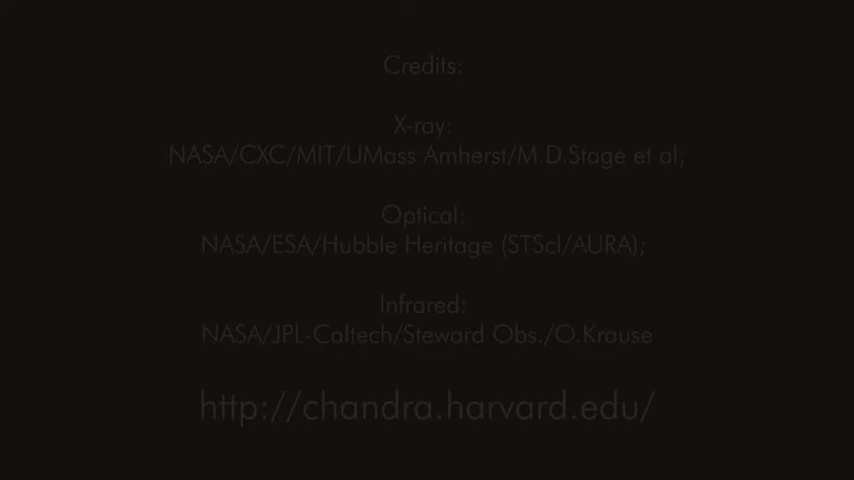 Credits:
X-ray:
NASA/CXC/MIT/UMass Amherst/M.D.Stage et al;
Optical:
NASA/ESA/Hubble Heritage (STScI/AURA);
Infrared:
NASA/JPL-Caltech/Steward Obs./O.Krause
http://chandra.harvard.edu/